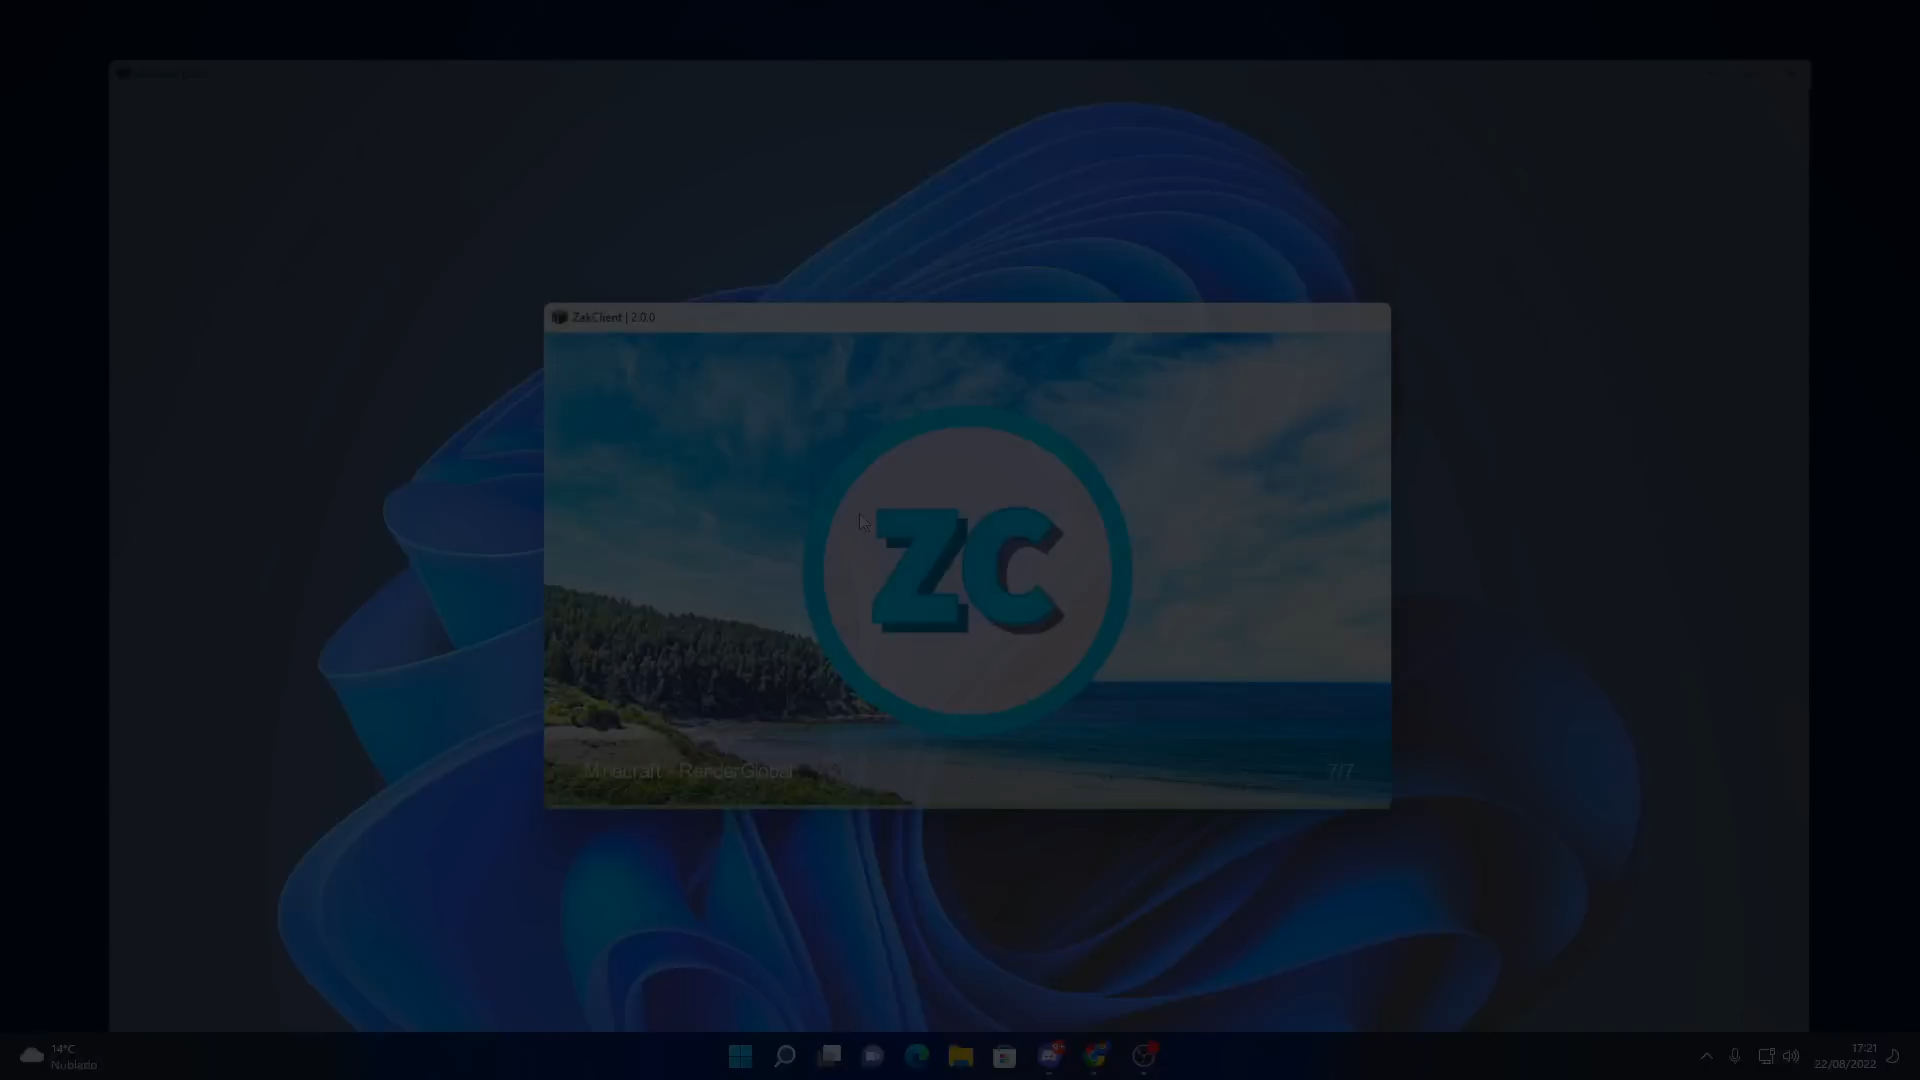 ZakClient | 2.0.0
ZC
Minecraft - RenderGlobal
7/7
14°C
Nublado
17:21
22/08/2022